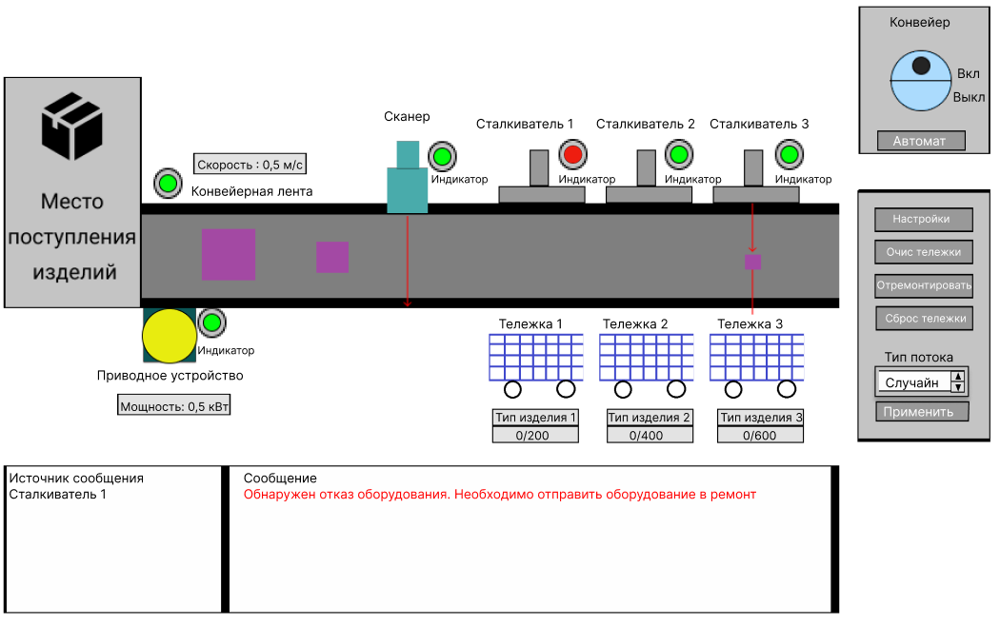 Конвейер
Вкл
Выкл
Автомат
Место
поступления
изделий
Скорость : 0,5 м/с
Конвейерная лента
Сканер
Индикатор
Сталкиватель 1
Индикатор
Сталкиватель 2
Индикатор
Сталкиватель 3
Индикатор
Индикатор
Приводное устройство
Мощность: 0,5 кВт
Тележка 1
Тип изделия 1
0/200
Тележка 2
Тип изделия 2
0/400
Тележка 3
Тип изделия 3
0/600
Настройки
Очис тележки
Отремонтировать
Сброс тележки
Тип потока
Случайн
Применить
Источник сообщения
Сталкиватель 1
Сообщение
Обнаружен отказ оборудования. Необходимо отправить оборудование в ремонт